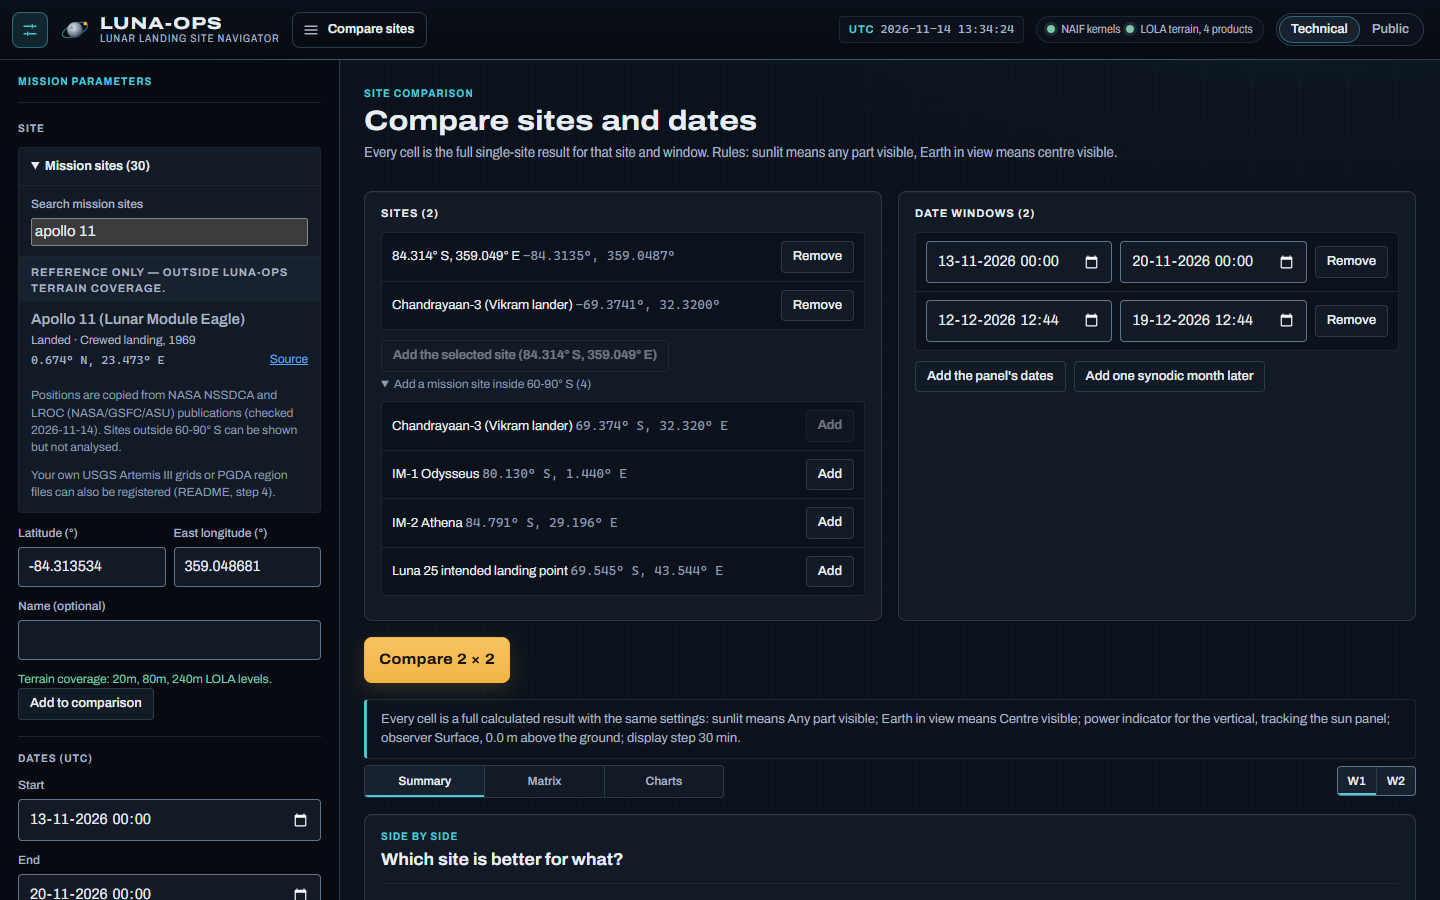 LUNA-OPS
LUNAR LANDING SITE NAVIGATOR
Compare sites
UTC 2026-11-14 13:34:24
NAIF kernels
LOLA terrain, 4 products
Technical
Public
MISSION PARAMETERS
SITE
Mission sites (30)
Search mission sites
apollo 11
REFERENCE ONLY — OUTSIDE LUNA-OPS
TERRAIN COVERAGE.
Apollo 11 (Lunar Module Eagle)
Landed · Crewed landing, 1969
0.674° N, 23.473° E
Source
Positions are copied from NASA NSSDCA and
LROC (NASA/GSFC/ASU) publications (checked
2026-11-14). Sites outside 60-90° S can be shown
but not analysed.
Your own USGS Artemis III grids or PGDA region
files can also be registered (README, step 4).
Latitude (°)
East longitude (°)
-84.313534
359.048681
Name (optional)
Terrain coverage: 20m, 80m, 240m LOLA levels.
Add to comparison
DATES (UTC)
Start
13-11-2026 00:00
End
20-11-2026 00:00
SITE COMPARISON
Compare sites and dates
Every cell is the full single-site result for that site and window. Rules: sunlit means any part visible, Earth in view means centre visible.
SITES (2)
84.314° S, 359.049° E −84.3135°, 359.0487°
Remove
Chandrayaan-3 (Vikram lander) −69.3741°, 32.3200°
Remove
Add the selected site (84.314° S, 359.049° E)
Add a mission site inside 60-90° S (4)
Chandrayaan-3 (Vikram lander) 69.374° S, 32.320° E
Add
IM-1 Odysseus 80.130° S, 1.440° E
Add
IM-2 Athena 84.791° S, 29.196° E
Add
Luna 25 intended landing point 69.545° S, 43.544° E
Add
DATE WINDOWS (2)
13-11-2026 00:00
20-11-2026 00:00
Remove
12-12-2026 12:44
19-12-2026 12:44
Remove
Add the panel's dates
Add one synodic month later
Compare 2 × 2
Every cell is a full calculated result with the same settings: sunlit means Any part visible; Earth in view means Centre visible; power indicator for the vertical, tracking the sun panel;
observer Surface, 0.0 m above the ground; display step 30 min.
Summary
Matrix
Charts
W1
W2
SIDE BY SIDE
Which site is better for what?